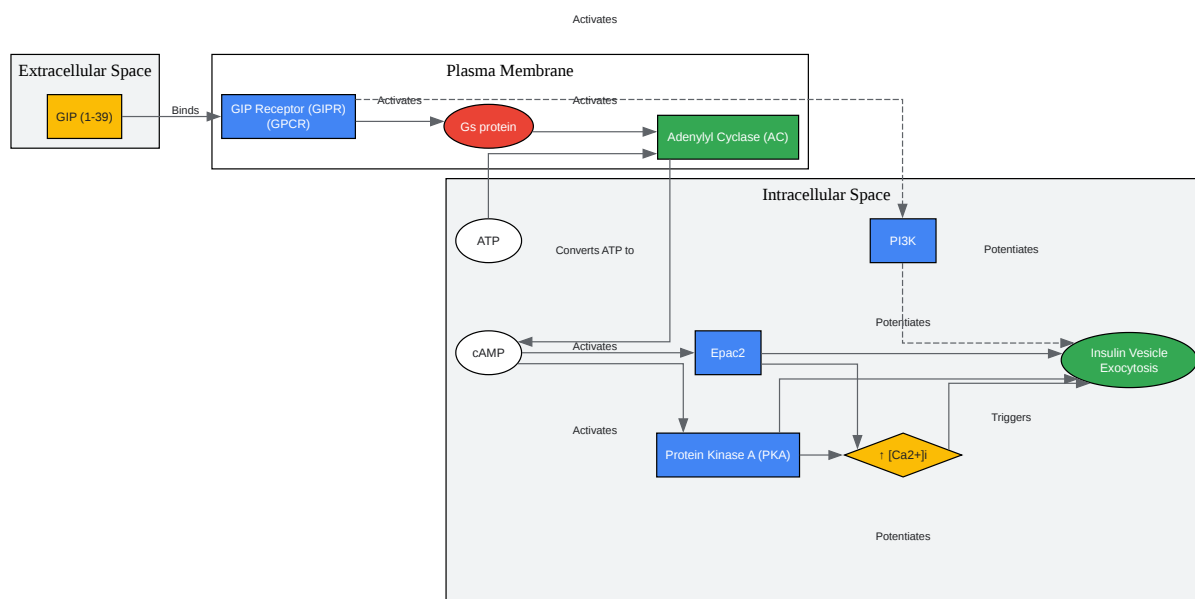 Activates
Extracellular Space
Plasma Membrane
GIP (1-39)
Binds
GIP Receptor (GIPR)
(GPCR)
Activates
Gs protein
Activates
Adenylyl Cyclase (AC)
Intracellular Space
ATP
Converts ATP to
PI3K
Potentiates
Potentiates
cAMP
Activates
Epac2
Insulin Vesicle
Exocytosis
Activates
Protein Kinase A (PKA)
↑ [Ca2+]i
Triggers
Potentiates